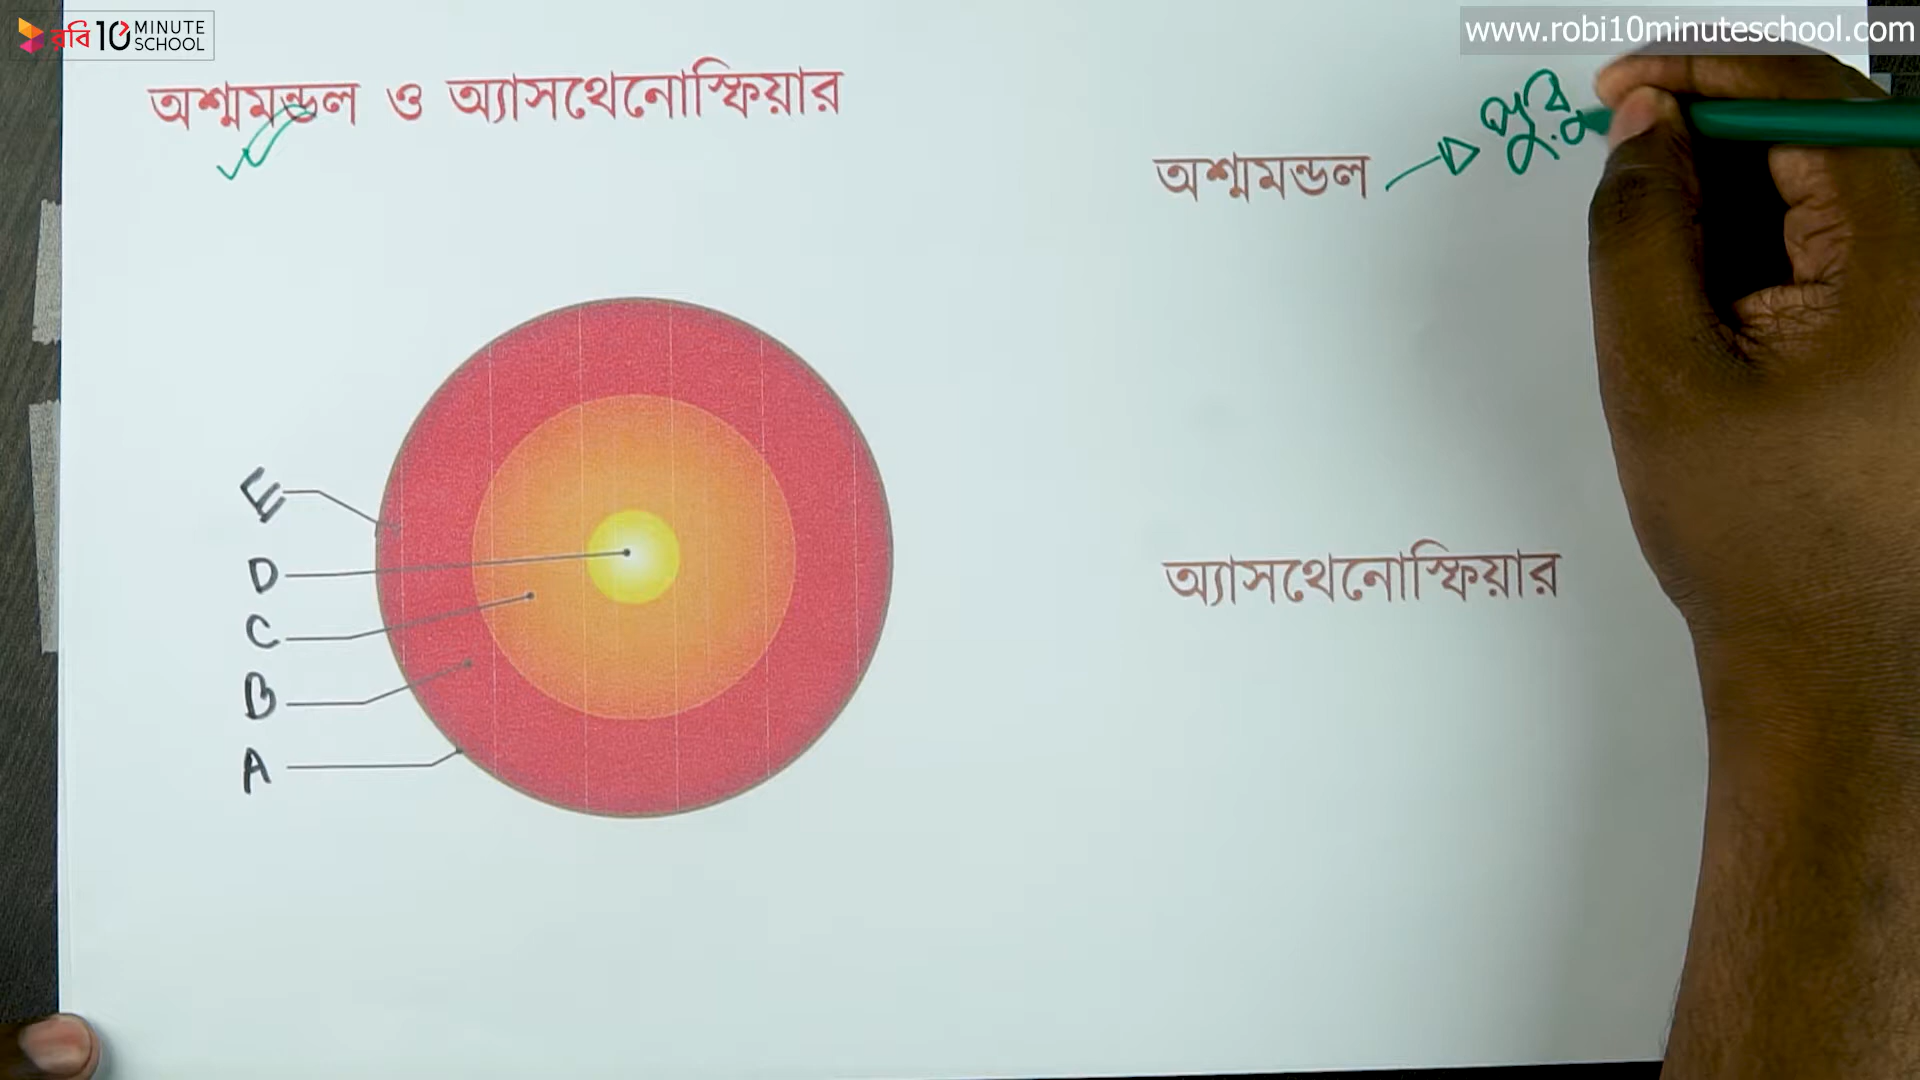 রবি 10 MINUTE SCHOOL
www.robi10minuteschool.com
অশ্মমন্ডল ও অ্যাসথেনোস্ফিয়ার
অশ্মমন্ডল
অ্যাসথেনোস্ফিয়ার
E
D
C
B
A